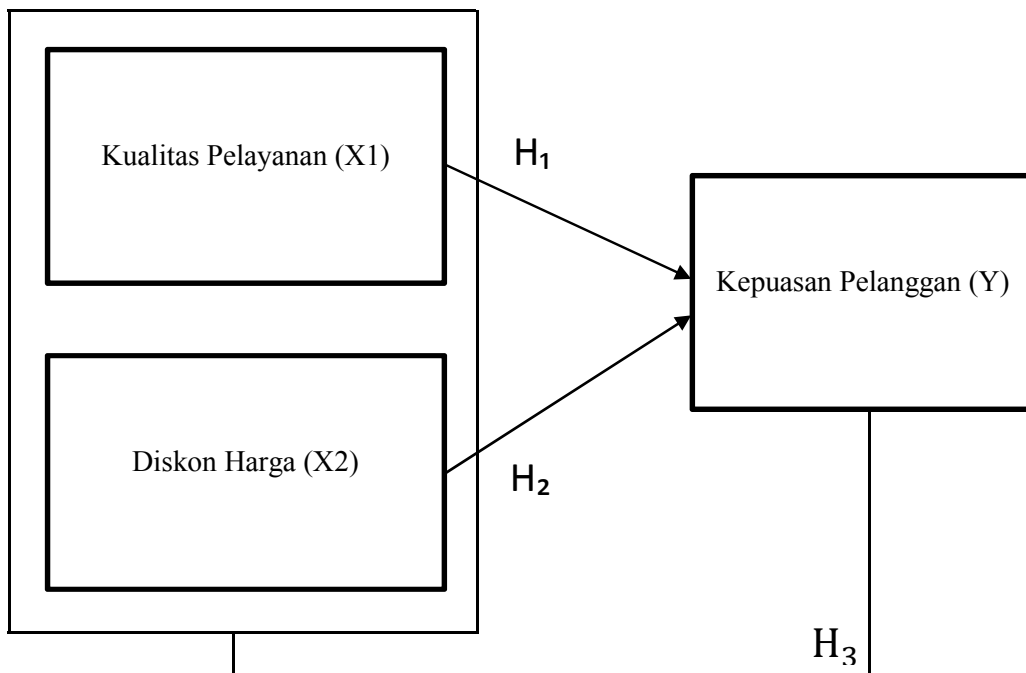 Kualitas Pelayanan (X1)
H₁
Kepuasan Pelanggan (Y)
Diskon Harga (X2)
H₂
H₃